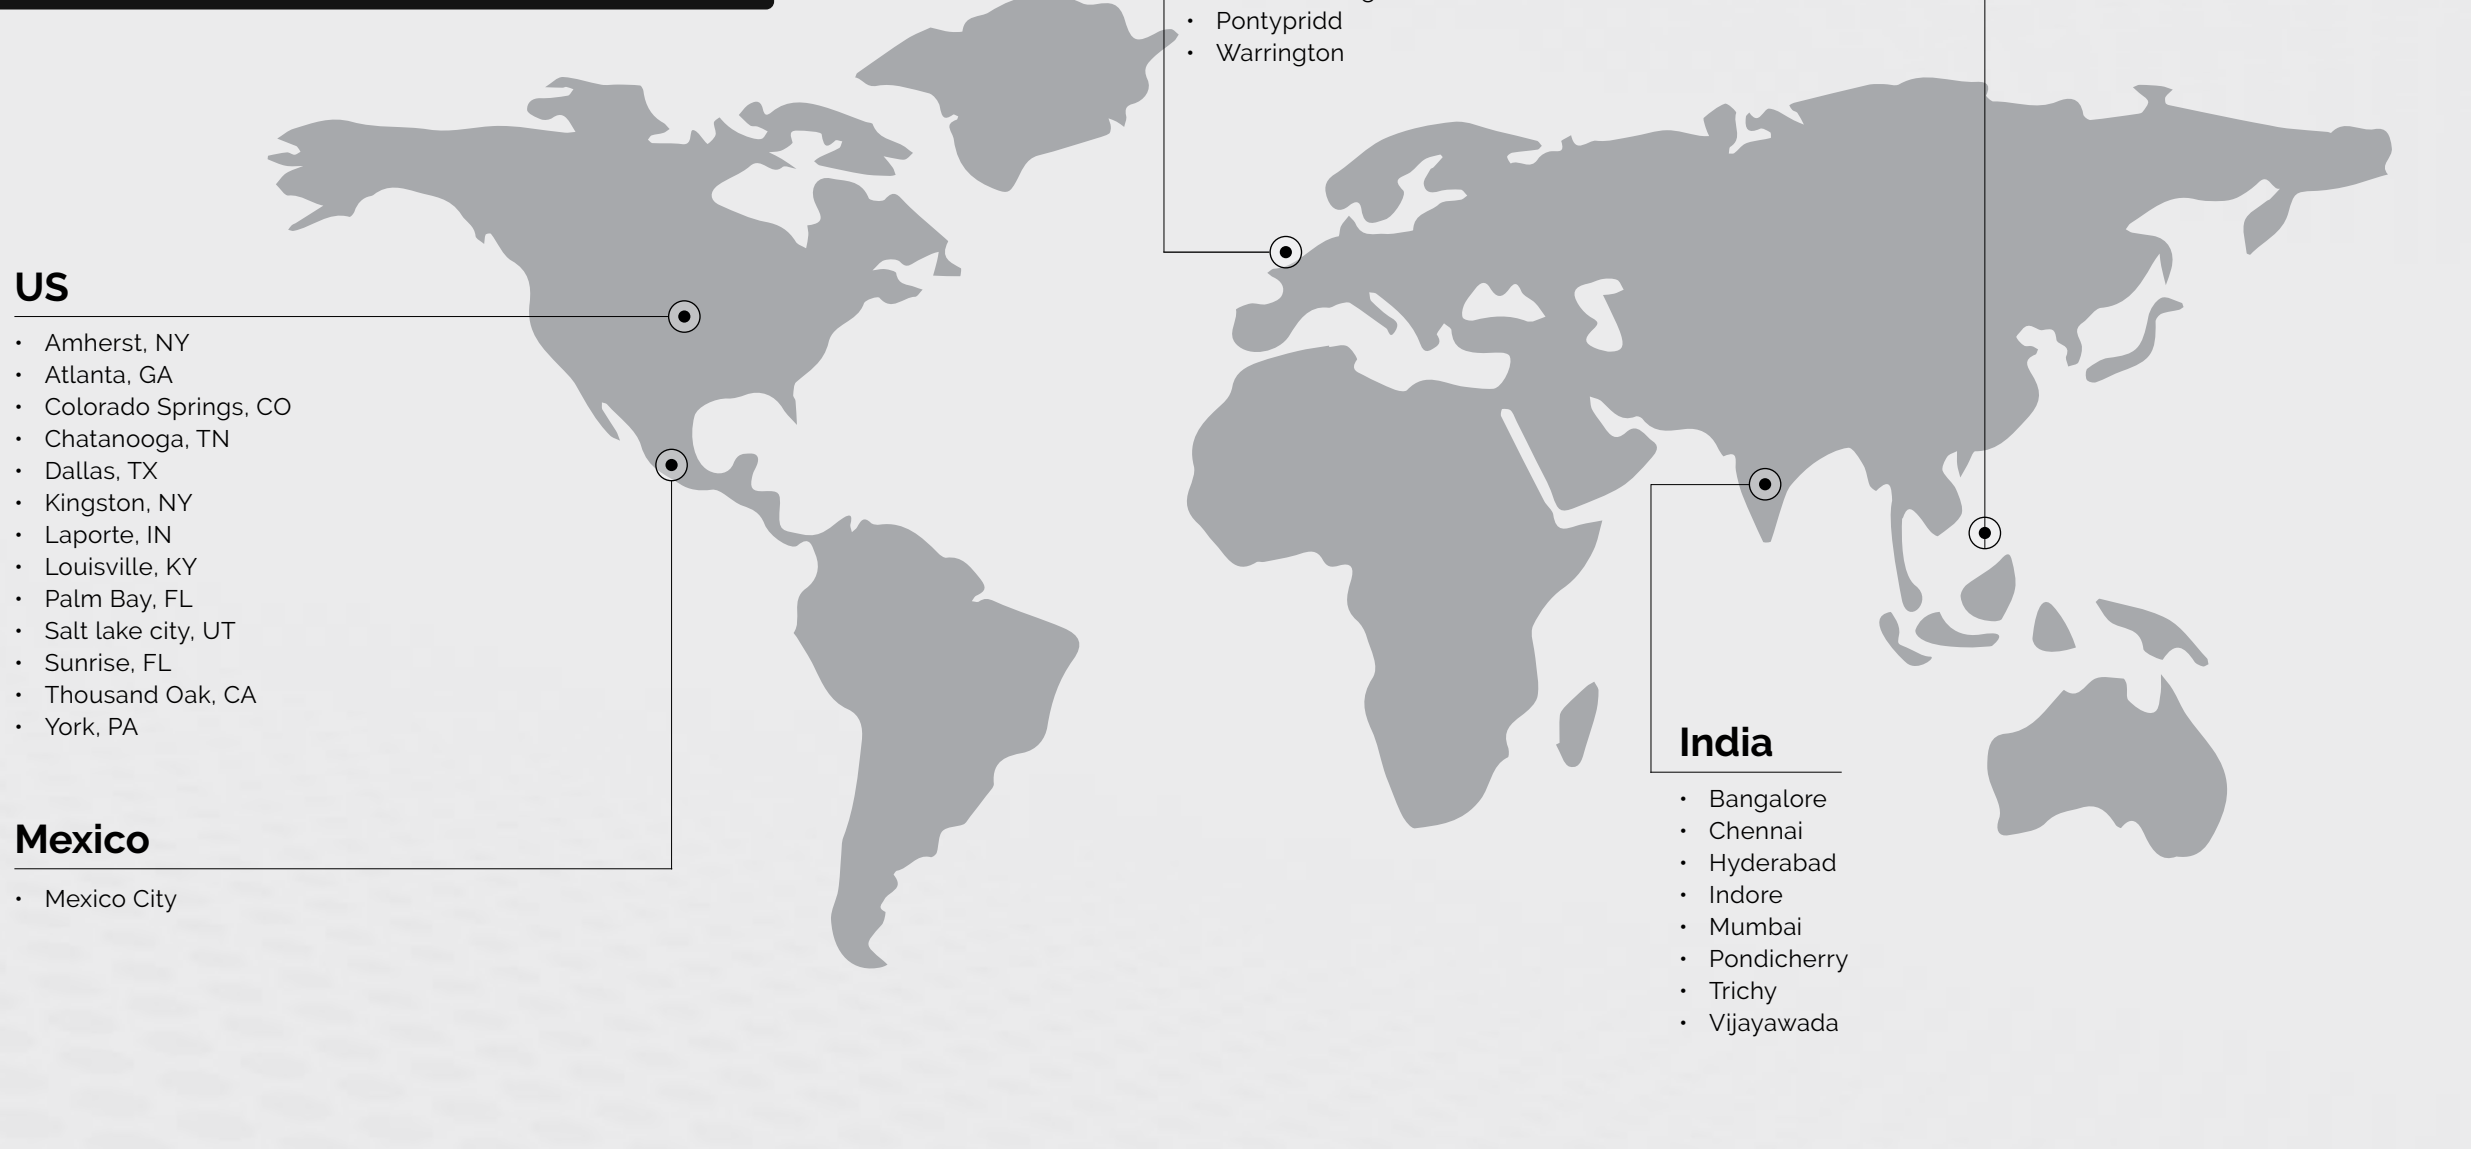 • Pontypridd
• Warrington
US
• Amherst, NY
• Atlanta, GA
• Colorado Springs, CO
• Chatanooga, TN
• Dallas, TX
• Kingston, NY
• Laporte, IN
• Louisville, KY
• Palm Bay, FL
• Salt lake city, UT
• Sunrise, FL
• Thousand Oak, CA
• York, PA
Mexico
• Mexico City
India
• Bangalore
• Chennai
• Hyderabad
• Indore
• Mumbai
• Pondicherry
• Trichy
• Vijayawada